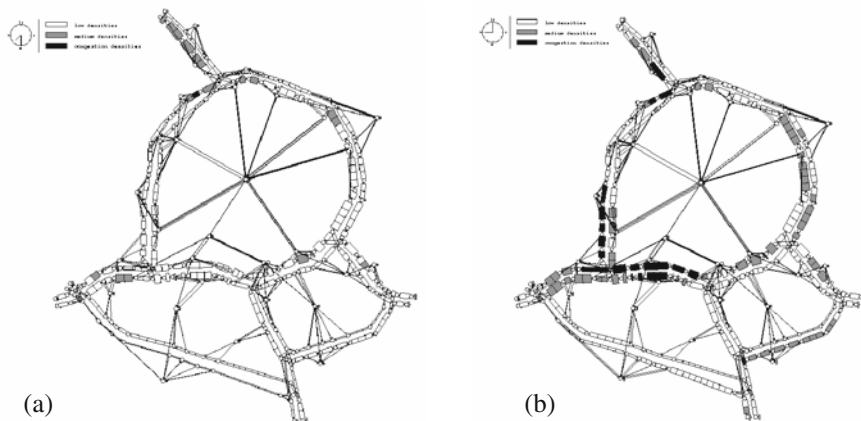 low densities
medium densities
congestion densities
(a)
low densities
medium densities
congestion densities
(b)